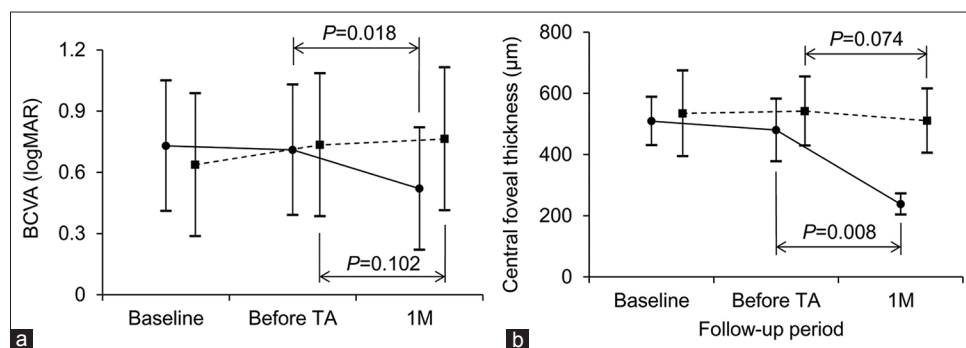 P=0.018
1.2
0.9
0.6
0.3
0
BCVA (logMAR)
P=0.102
Baseline Before TA 1M
a
800
600
400
200
0
Central foveal thickness (µm)
P=0.074
P=0.008
Baseline Before TA 1M
Follow-up period
b